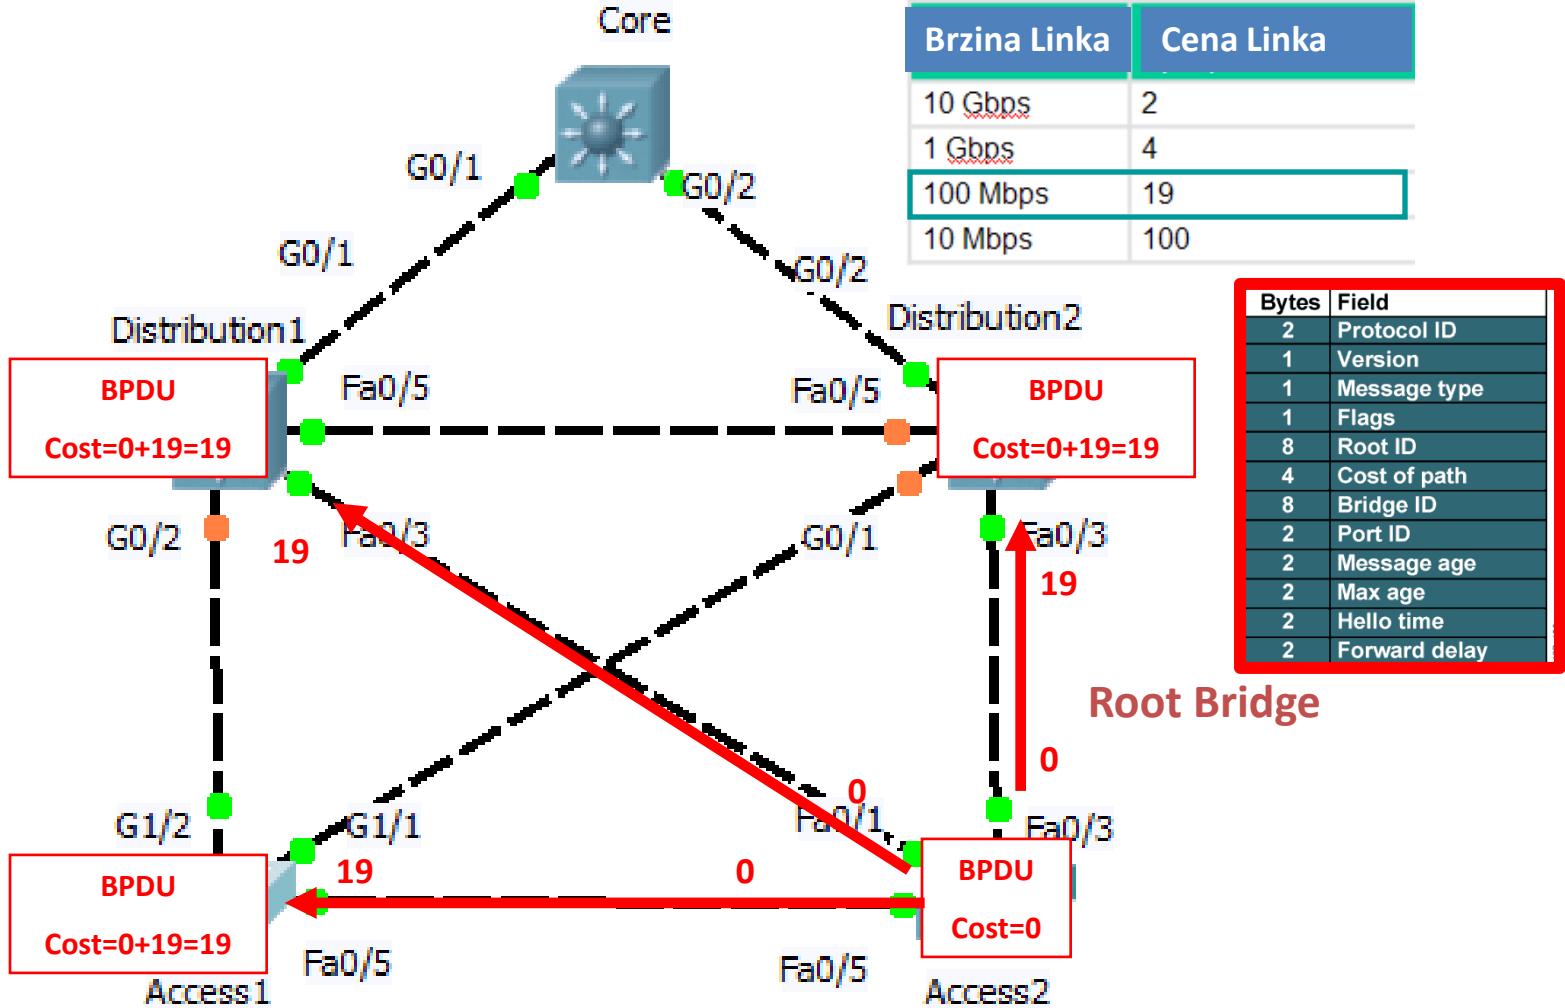 Core
Brzina Linka Cena Linka
10 Gbps 2
1 Gbps 4
100 Mbps 19
10 Mbps 100
G0/1
G0/2
G0/1
G0/2
Distribution1
Distribution2
Bytes Field
2 Protocol ID
1 Version
1 Message type
1 Flags
8 Root ID
4 Cost of path
8 Bridge ID
2 Port ID
2 Message age
2 Max age
2 Hello time
2 Forward delay
BPDU
Cost=0+19=19
Fa0/5
Fa0/5
BPDU
Cost=0+19=19
G0/2
19
Fa0/3
G0/1
Fa0/3
19
Root Bridge
0
0
G1/2
G1/1
Fa0/1
Fa0/3
BPDU
Cost=0+19=19
19
0
BPDU
Cost=0
Fa0/5
Fa0/5
Access1
Access2